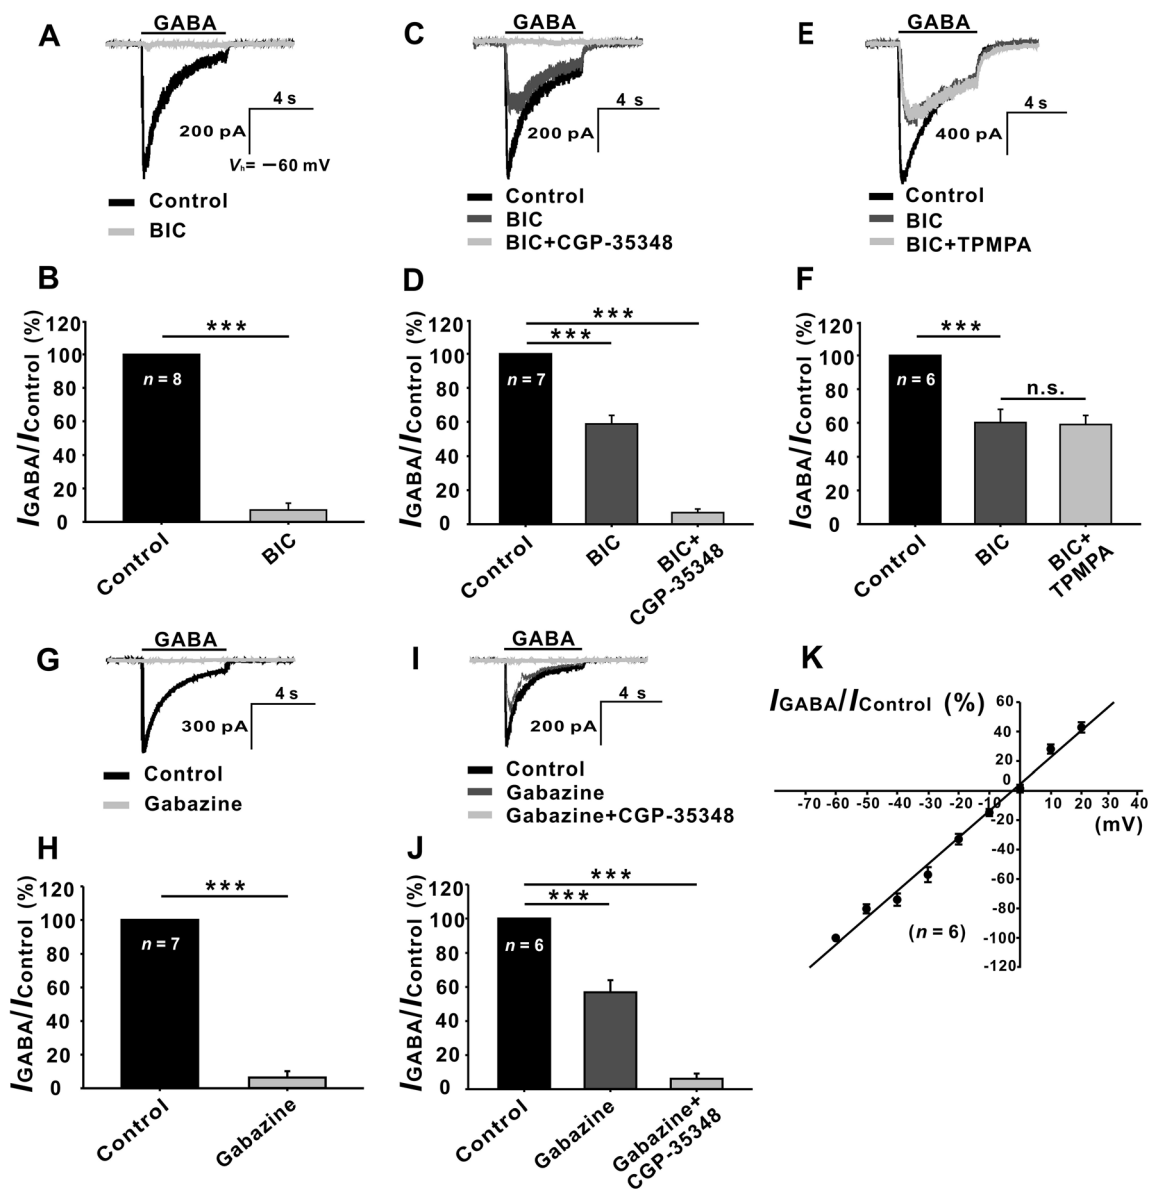 A
GABA
4 s
200 pA
Vh= −60 mV
Control
BIC
C
GABA
4 s
200 pA
Control
BIC
BIC+CGP-35348
E
GABA
4 s
400 pA
Control
BIC
BIC+TPMPA
B
IGABA/IControl (%)
120
100
80
60
40
20
0
***
n = 8
Control
BIC
D
IGABA/IControl (%)
120
100
80
60
40
20
0
***
***
n = 7
Control
BIC
BIC+
CGP-35348
F
IGABA/IControl (%)
120
100
80
60
40
20
0
***
n.s.
n = 6
Control
BIC
BIC+
TPMPA
G
GABA
4 s
300 pA
Control
Gabazine
I
GABA
4 s
200 pA
Control
Gabazine
Gabazine+CGP-35348
K
IGABA/IControl (%)
60
40
20
0
-70 -60 -50 -40 -30 -20 -10 10 20 30 40
(mV)
-20
-40
-60
-80
-100
-120
(n = 6)
H
IGABA/IControl (%)
120
100
80
60
40
20
0
***
n = 7
Control
Gabazine
J
IGABA/IControl (%)
120
100
80
60
40
20
0
***
***
n = 6
Control
Gabazine
Gabazine+
CGP-35348